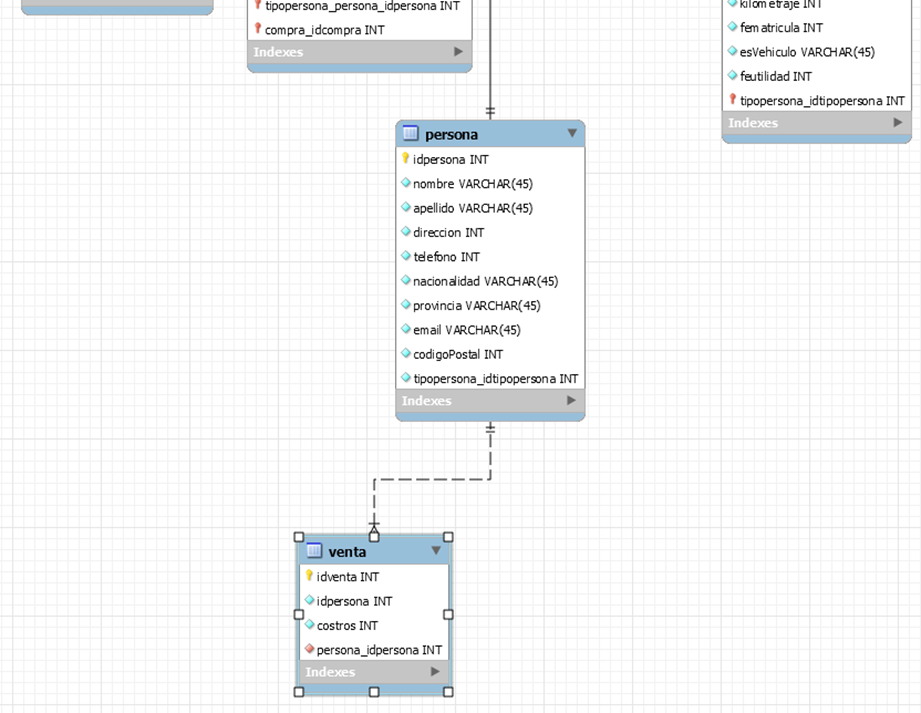 tipopersona_persona_idpersona INT
compra_idcompra INT
Indexes
kilometraje INT
fematricula INT
esVehiculo VARCHAR(45)
feutilidad INT
tipopersona_idtipopersona INT
Indexes
persona
idpersona INT
nombre VARCHAR(45)
apellido VARCHAR(45)
direccion INT
telefono INT
nacionalidad VARCHAR(45)
provincia VARCHAR(45)
email VARCHAR(45)
codigoPostal INT
tipopersona_idtipopersona INT
Indexes
venta
idventa INT
idpersona INT
costros INT
persona_idpersona INT
Indexes